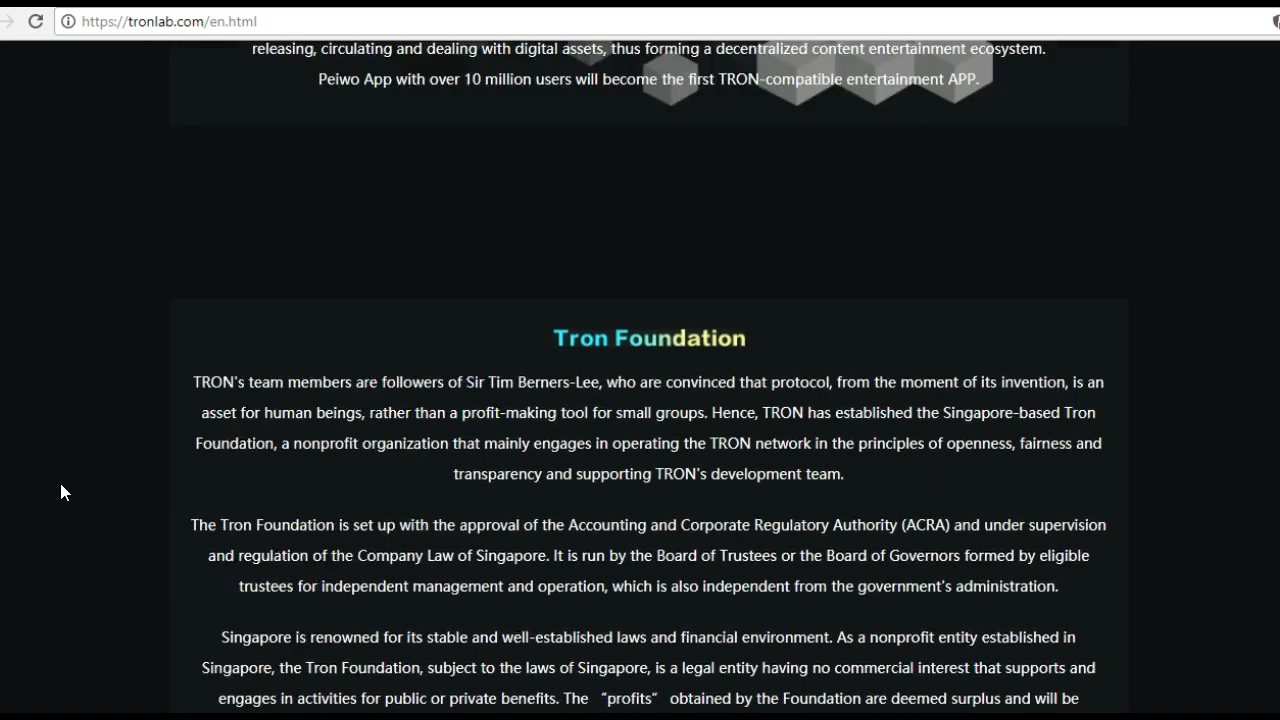 https://tronlab.com/en.html
releasing, circulating and dealing with digital assets, thus forming a decentralized content entertainment ecosystem.
Peiwo App with over 10 million users will become the first TRON-compatible entertainment APP.
Tron Foundation
TRON's team members are followers of Sir Tim Berners-Lee, who are convinced that protocol, from the moment of its invention, is an
asset for human beings, rather than a profit-making tool for small groups. Hence, TRON has established the Singapore-based Tron
Foundation, a nonprofit organization that mainly engages in operating the TRON network in the principles of openness, fairness and
transparency and supporting TRON's development team.
The Tron Foundation is set up with the approval of the Accounting and Corporate Regulatory Authority (ACRA) and under supervision
and regulation of the Company Law of Singapore. It is run by the Board of Trustees or the Board of Governors formed by eligible
trustees for independent management and operation, which is also independent from the government's administration.
Singapore is renowned for its stable and well-established laws and financial environment. As a nonprofit entity established in
Singapore, the Tron Foundation, subject to the laws of Singapore, is a legal entity having no commercial interest that supports and
engages in activities for public or private benefits. The “profits” obtained by the Foundation are deemed surplus and will be